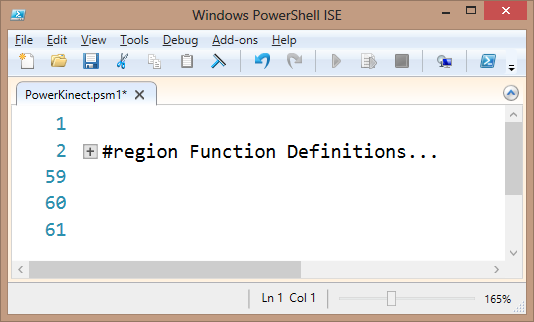 Windows PowerShell ISE
File Edit View Tools Debug Add-ons Help
PowerKinect.psm1*
1
2 #region Function Definitions...
59
60
61
Ln 1 Col 1 165%